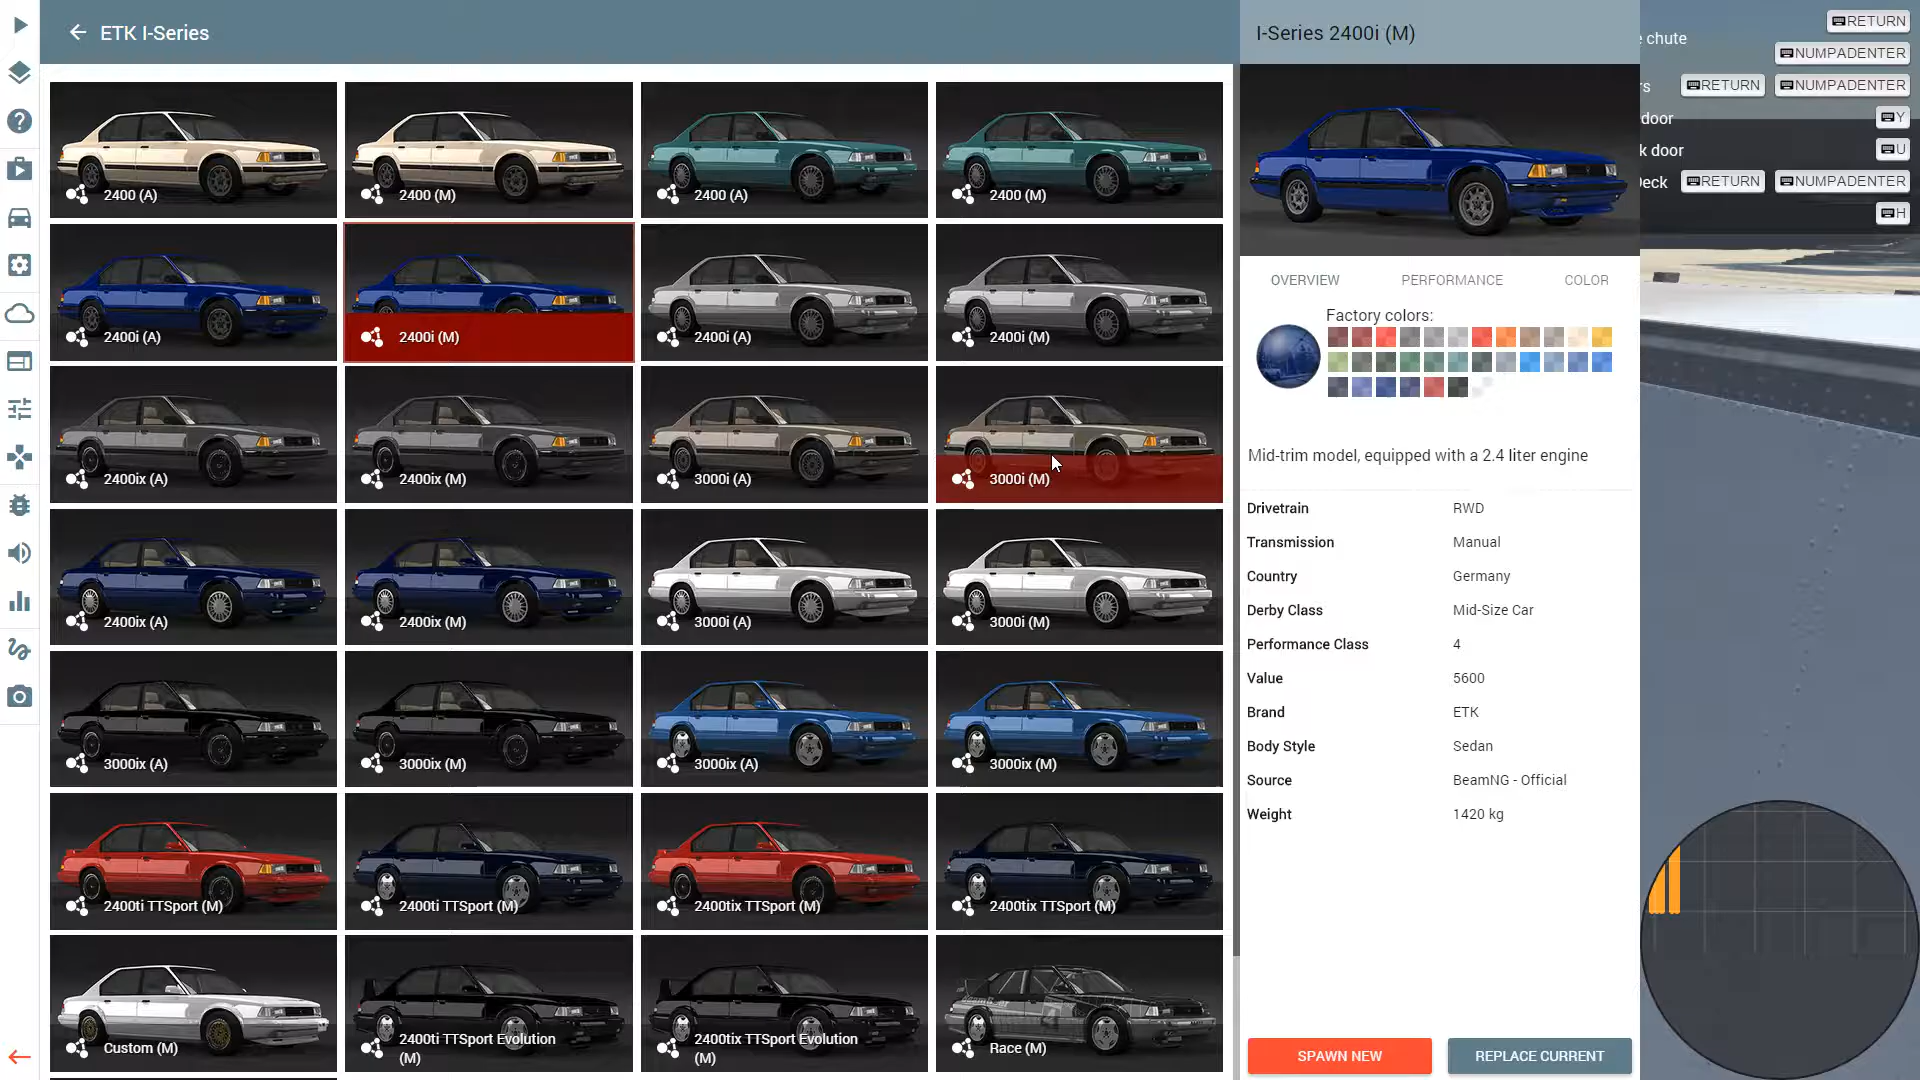 ETK I-Series
2400 (A)
2400 (M)
2400 (A)
2400 (M)
2400i (A)
2400i (M)
2400i (A)
2400i (M)
2400ix (A)
2400ix (M)
3000i (A)
3000i (M)
2400ix (A)
2400ix (M)
3000i (A)
3000i (M)
3000ix (A)
3000ix (M)
3000ix (A)
3000ix (M)
2400ti TTSport (M)
2400ti TTSport (M)
2400tix TTSport (M)
2400tix TTSport (M)
Custom (M)
2400ti TTSport Evolution
(M)
2400tix TTSport Evolution
(M)
Race (M)
I-Series 2400i (M)
OVERVIEW PERFORMANCE COLOR
Factory colors:
Mid-trim model, equipped with a 2.4 liter engine
Drivetrain RWD
Transmission Manual
Country Germany
Derby Class Mid-Size Car
Performance Class 4
Value 5600
Brand ETK
Body Style Sedan
Source BeamNG - Official
Weight 1420 kg
SPAWN NEW REPLACE CURRENT
RETURN
chute
NUMPADENTER
RETURN NUMPADENTER
door Y
door U
RETURN NUMPADENTER
H